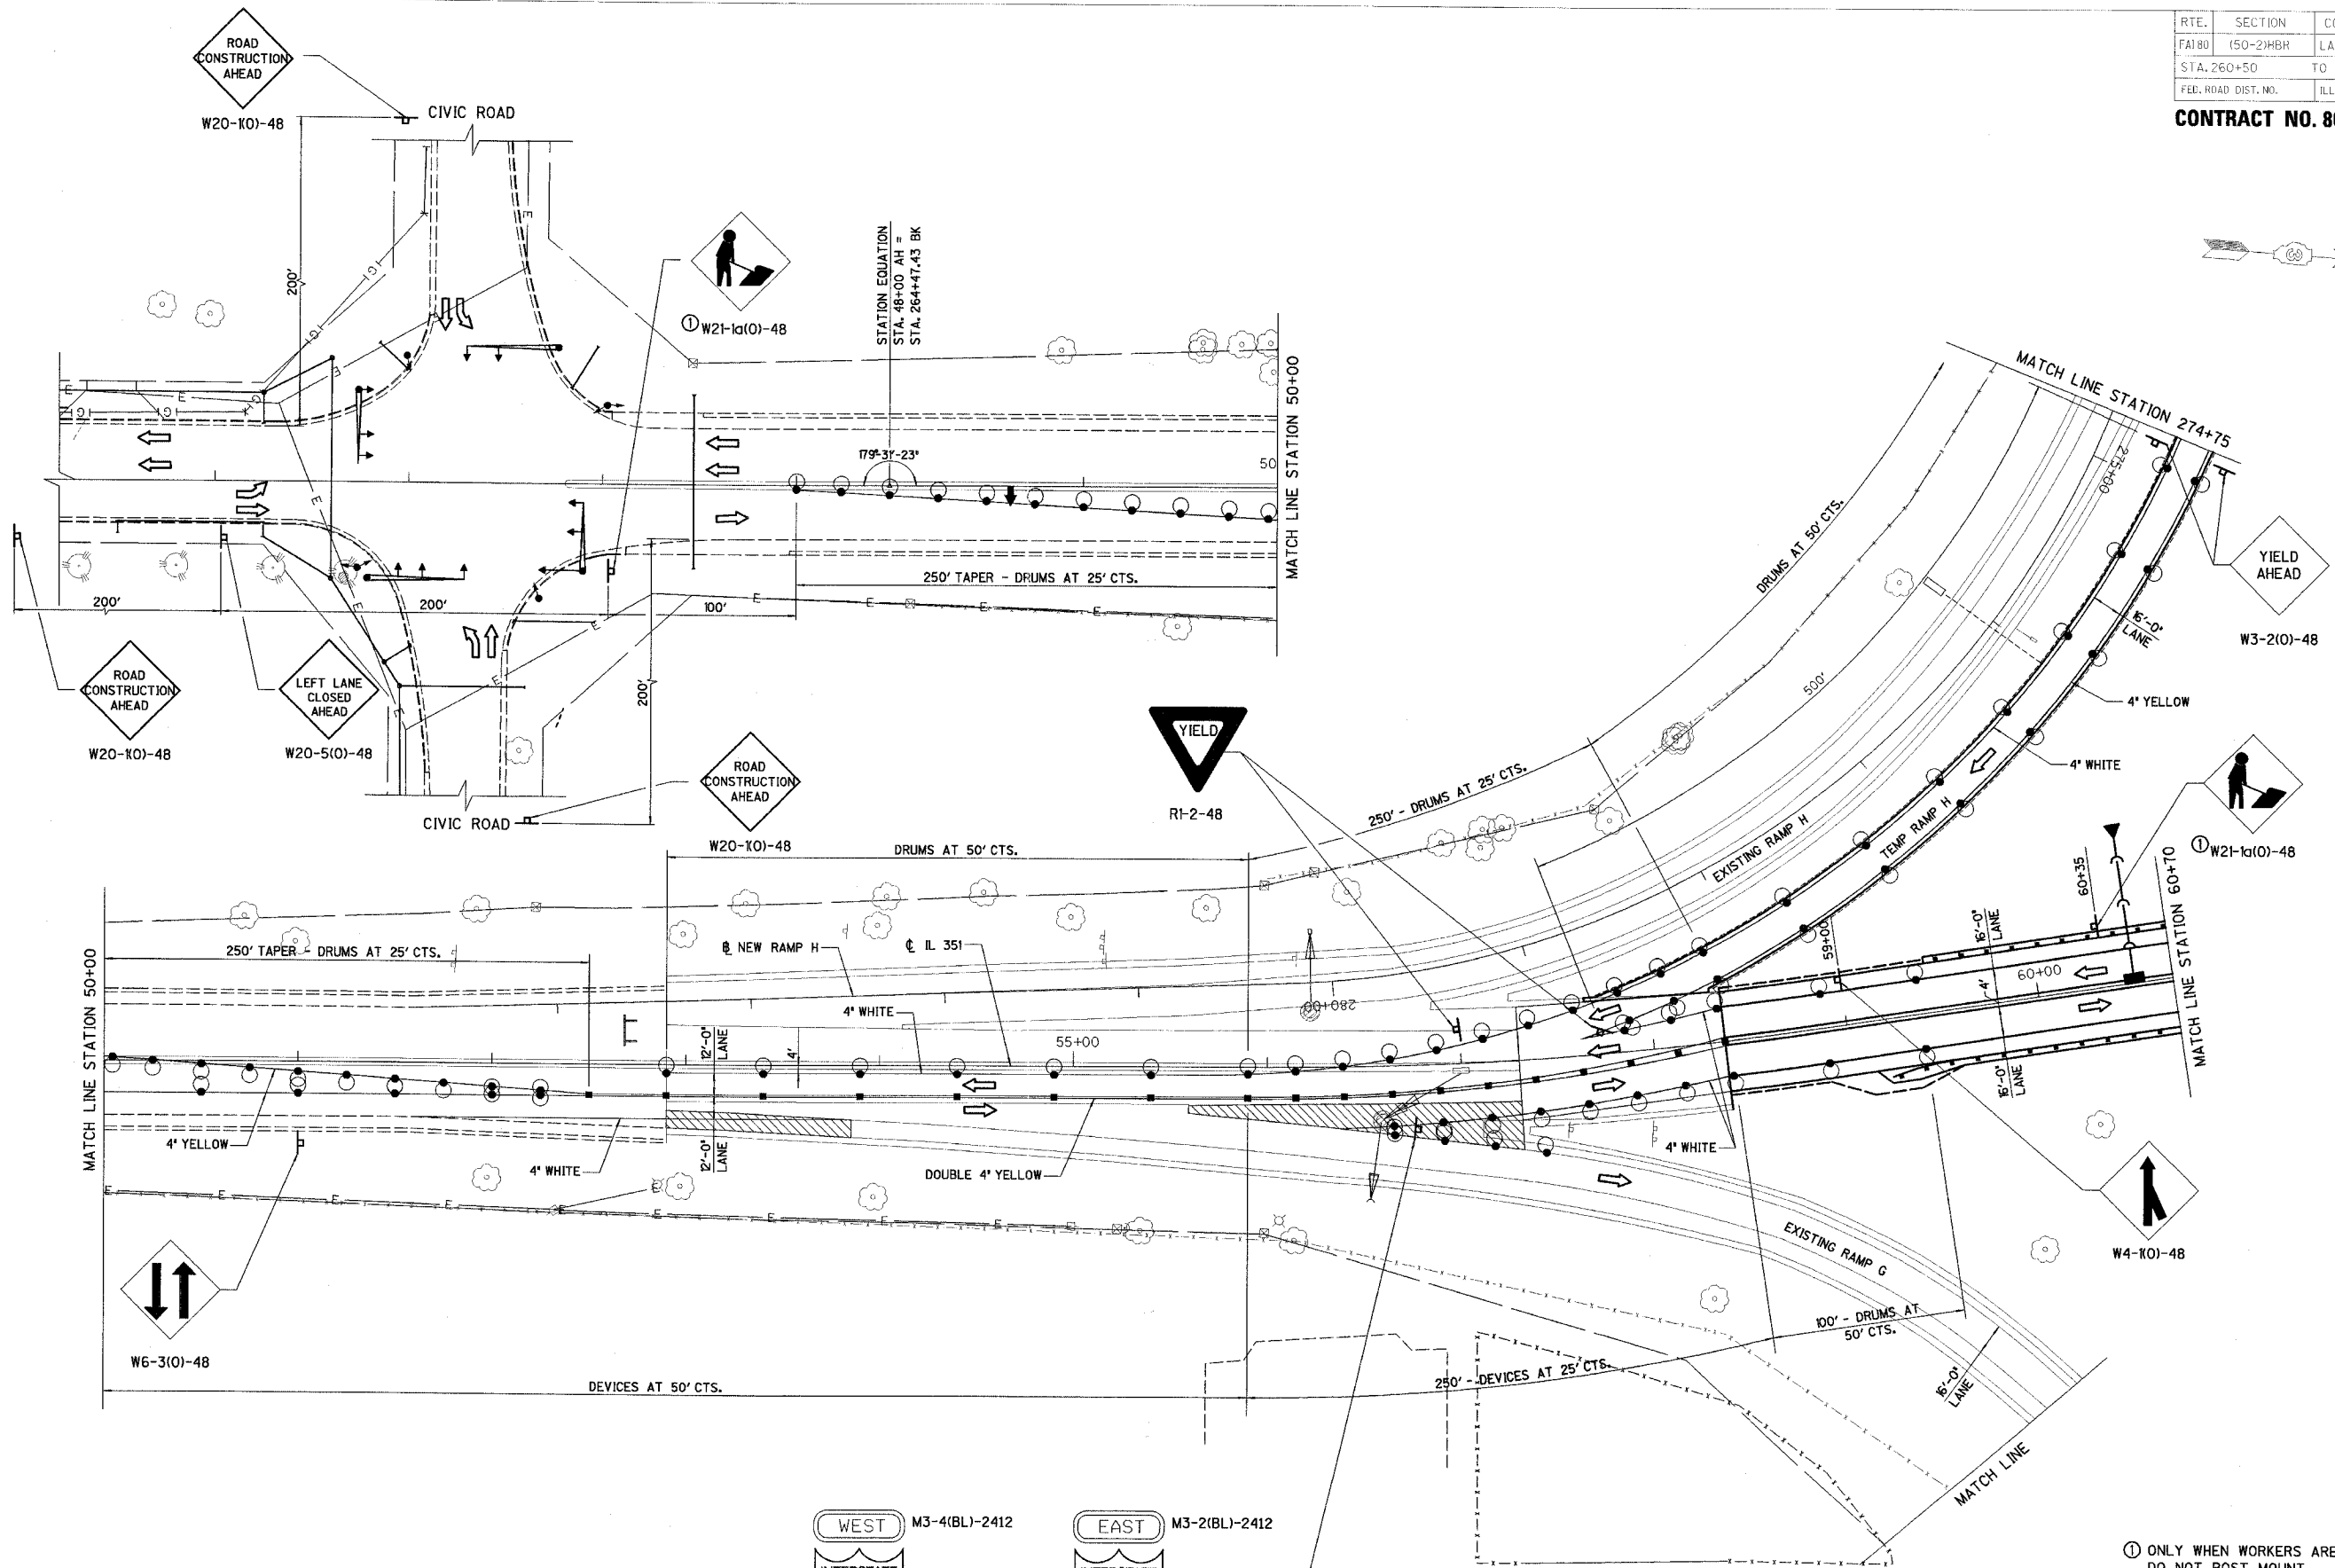 RTE. SECTION
FAI 80 (50-2)HBR LA
STA. 260+50 TO
FED. ROAD DIST. NO. ILL
CONTRACT NO. 8
ROAD
CONSTRUCTION
AHEAD
W20-1(O)-48
CIVIC ROAD
200'
① W21-1a(O)-48
STATION EQUATION
STA. 48+00 AH =
STA. 264+47.43 BK
179°-31'-23"
50
MATCH LINE STATION 50+00
250' TAPER - DRUMS AT 25' CTS.
200'
200'
100'
200'
ROAD
CONSTRUCTION
AHEAD
W20-1(O)-48
LEFT LANE
CLOSED
AHEAD
W20-5(O)-48
CIVIC ROAD
ROAD
CONSTRUCTION
AHEAD
W20-1(O)-48
YIELD
R1-2-48
MATCH LINE STATION 274+75
275+00
YIELD
AHEAD
W3-2(O)-48
DRUMS AT 50' CTS.
500'
16'-0"
LANE
4" YELLOW
4" WHITE
① W21-1a(O)-48
250' - DRUMS AT 25' CTS.
DRUMS AT 50' CTS.
EXISTING RAMP H
TEMP RAMP H
MATCH LINE STATION 50+00
250' TAPER - DRUMS AT 25' CTS.
℄ NEW RAMP H
℄ IL 351
4" WHITE
12'-0"
LANE
4'
55+00
280+00
59+00
16'-0"
LANE
4'
60+00
60+35
MATCH LINE STATION 60+70
16'-0"
LANE
4" YELLOW
4" WHITE
12'-0"
LANE
DOUBLE 4" YELLOW
4" WHITE
W6-3(O)-48
W4-1(O)-48
EXISTING RAMP G
100' - DRUMS AT
50' CTS.
DEVICES AT 50' CTS.
250' - DEVICES AT 25' CTS.
16'-0"
LANE
MATCH LINE
WEST M3-4(BL)-2412
EAST M3-2(BL)-2412
① ONLY WHEN WORKERS ARE
DO NOT POST MOUNT